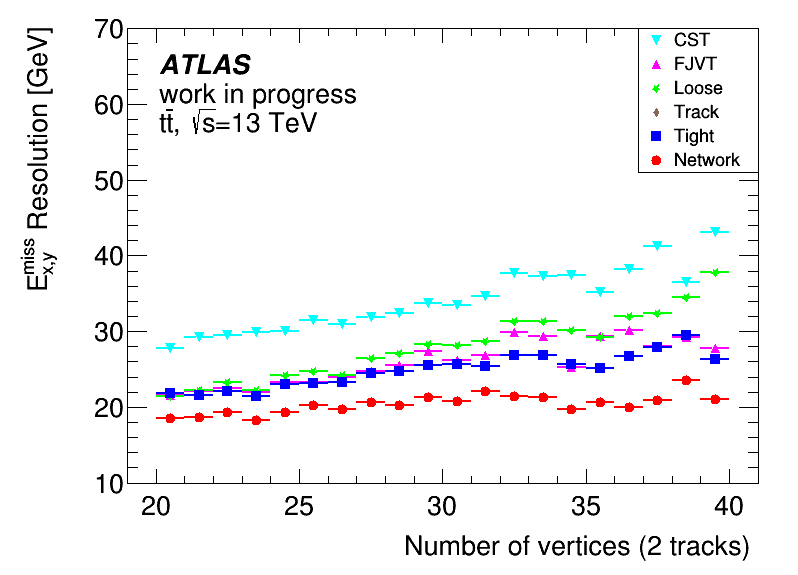 ATLAS
work in progress
tt̄, √s=13 TeV
CST
FJVT
Loose
Track
Tight
Network
E^miss_x,y Resolution [GeV]
70
60
50
40
30
20
10
20 25 30 35 40
Number of vertices (2 tracks)